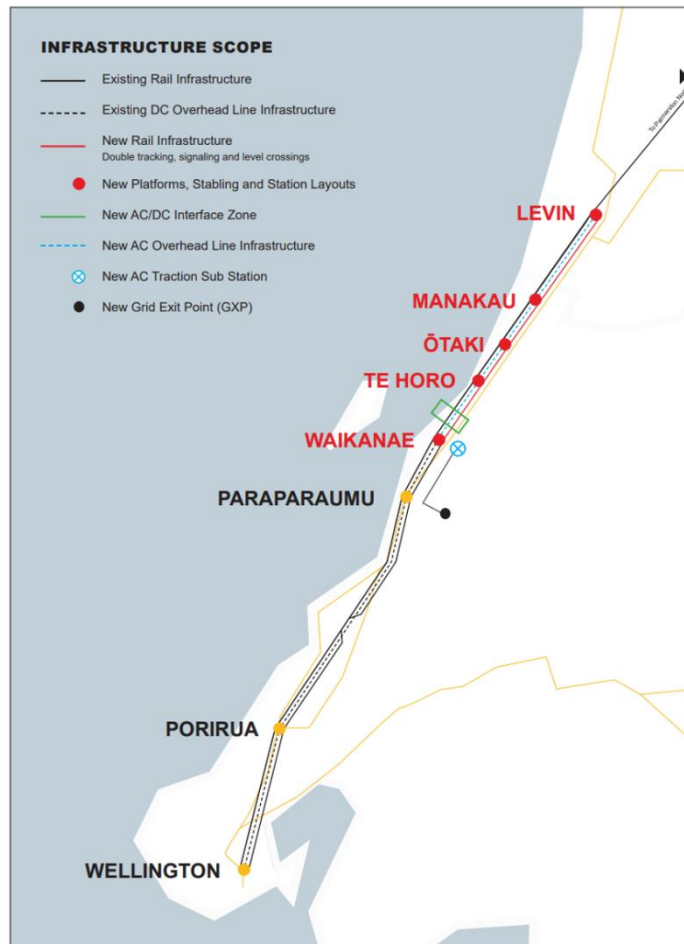 INFRASTRUCTURE SCOPE
Existing Rail Infrastructure
Existing DC Overhead Line Infrastructure
New Rail Infrastructure
Double tracking, signaling and level crossings
New Platforms, Stabling and Station Layouts
New AC/DC Interface Zone
New AC Overhead Line Infrastructure
New AC Traction Sub Station
New Grid Exit Point (GXP)
To Palmerston
LEVIN
MANAKAU
ŌTAKI
TE HORO
WAIKANAE
PARAPARAUMU
PORIRUA
WELLINGTON